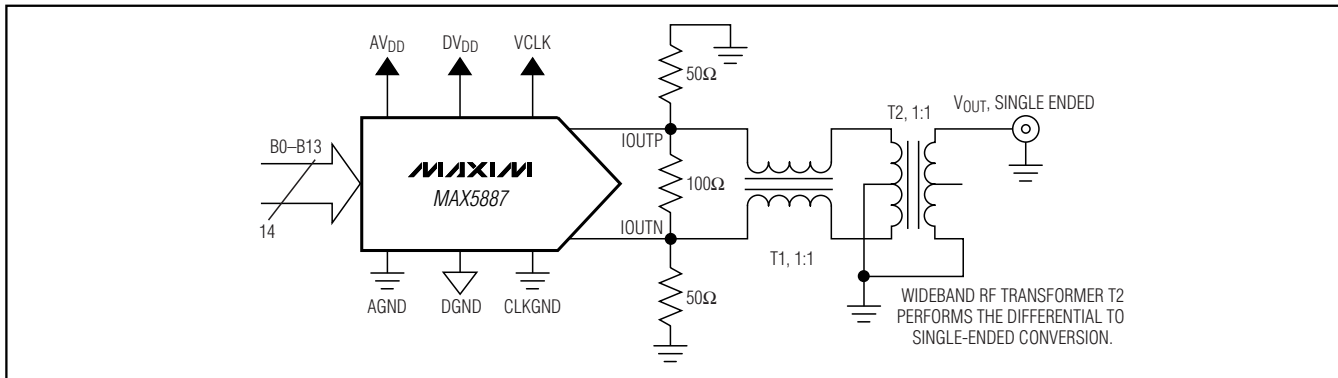 AVDD
DVDD
VCLK
50Ω
T2, 1:1
VOUT, SINGLE ENDED
IOUTP
B0–B13
MAXIM
MAX5887
100Ω
14
IOUTN
T1, 1:1
50Ω
AGND
DGND
CLKGND
WIDEBAND RF TRANSFORMER T2
PERFORMS THE DIFFERENTIAL TO
SINGLE-ENDED CONVERSION.